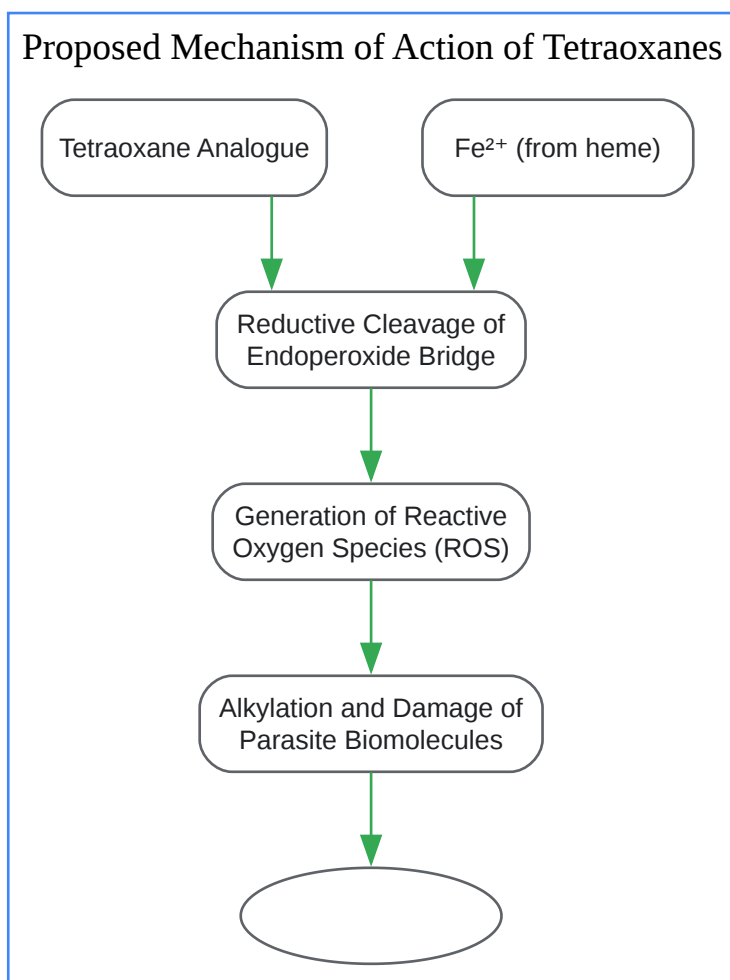 Proposed Mechanism of Action of Tetraoxanes
Tetraoxane Analogue
Fe²⁺ (from heme)
Reductive Cleavage of
Endoperoxide Bridge
Generation of Reactive
Oxygen Species (ROS)
Alkylation and Damage of
Parasite Biomolecules